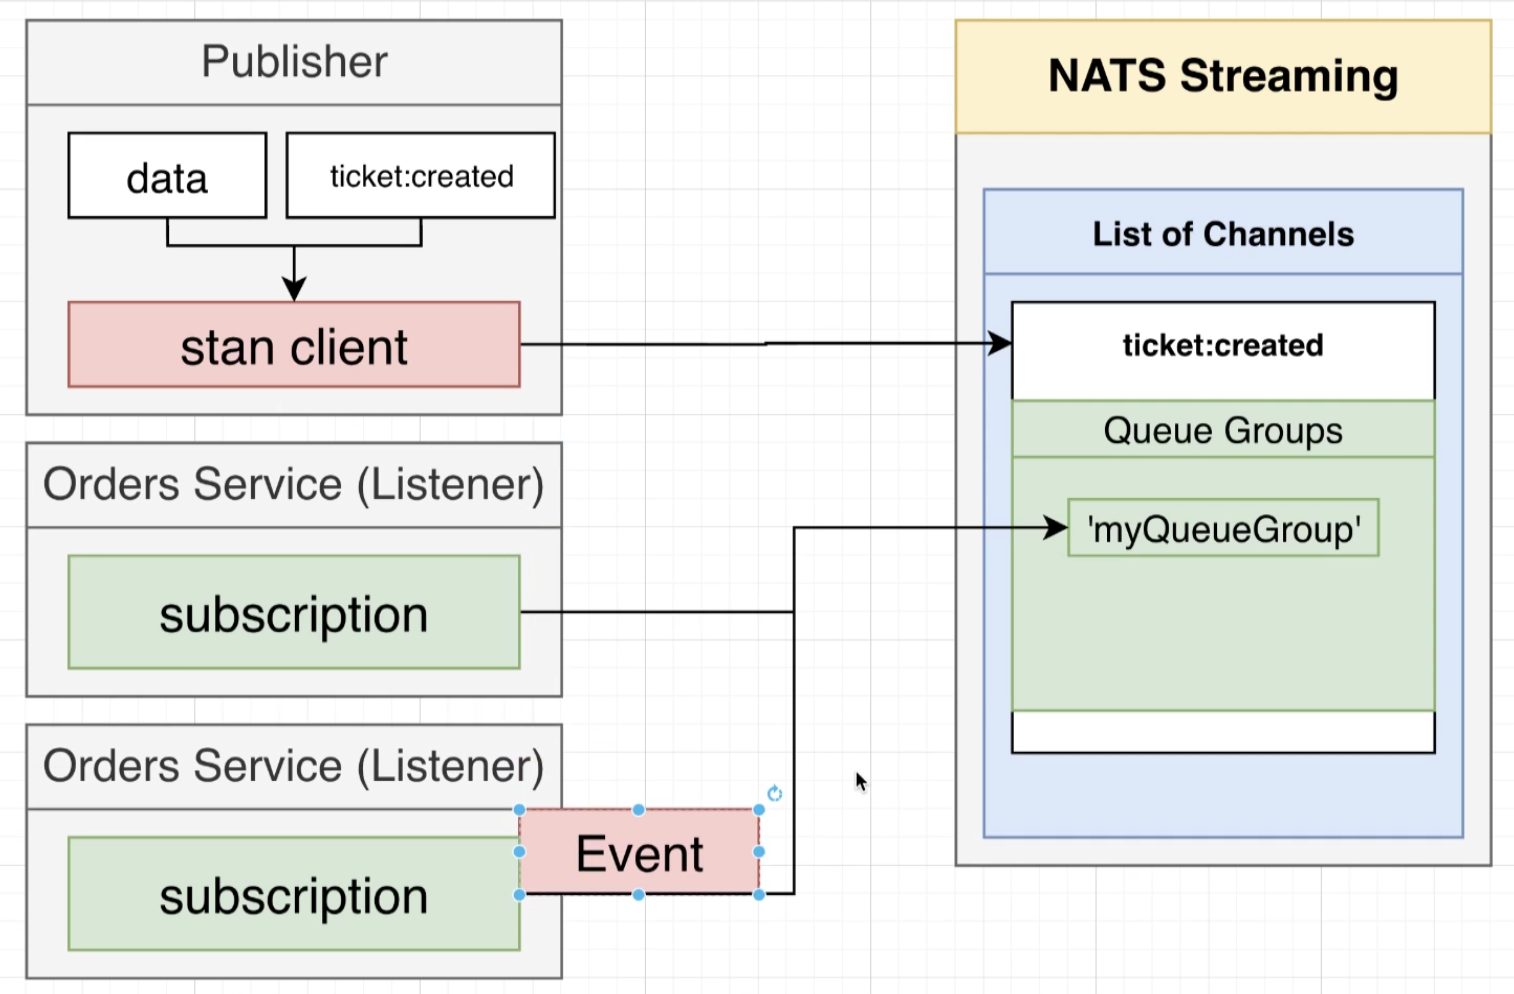 Publisher
data
ticket:created
stan client
Orders Service (Listener)
subscription
Orders Service (Listener)
subscription
Event
NATS Streaming
List of Channels
ticket:created
Queue Groups
'myQueueGroup'